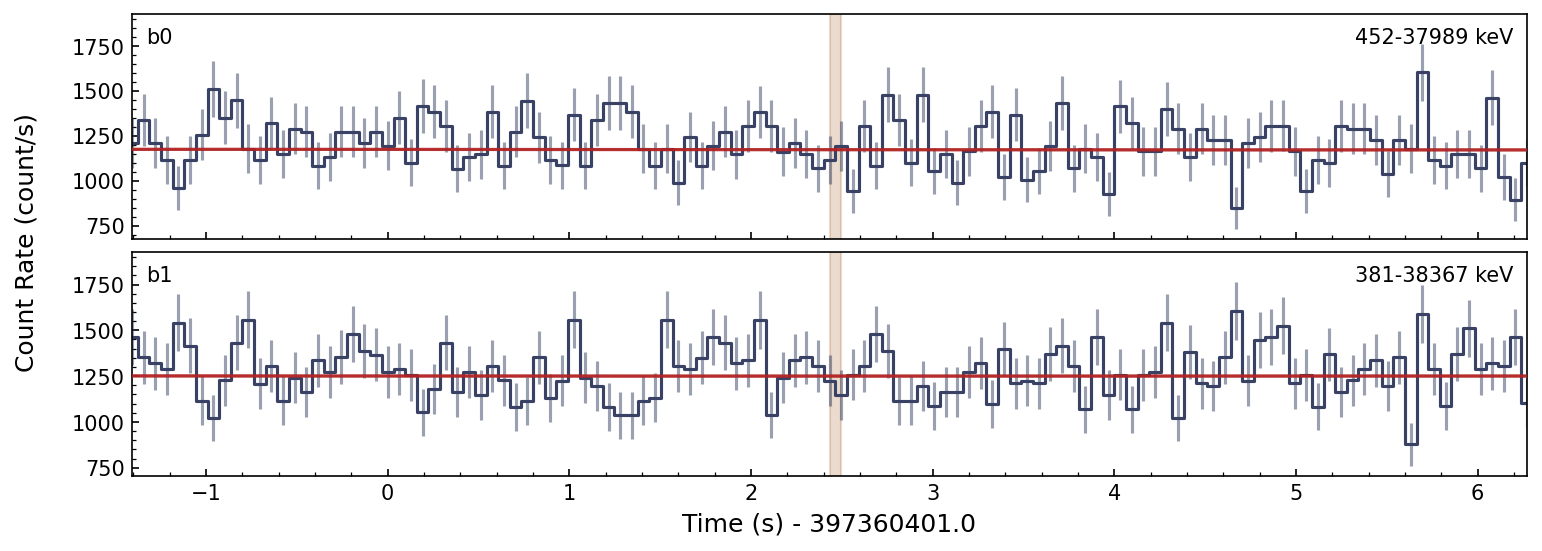 Count Rate (count/s)
b0
452-37989 keV
1750
1500
1250
1000
750
b1
381-38367 keV
1750
1500
1250
1000
750
−1 0 1 2 3 4 5 6
Time (s) - 397360401.0